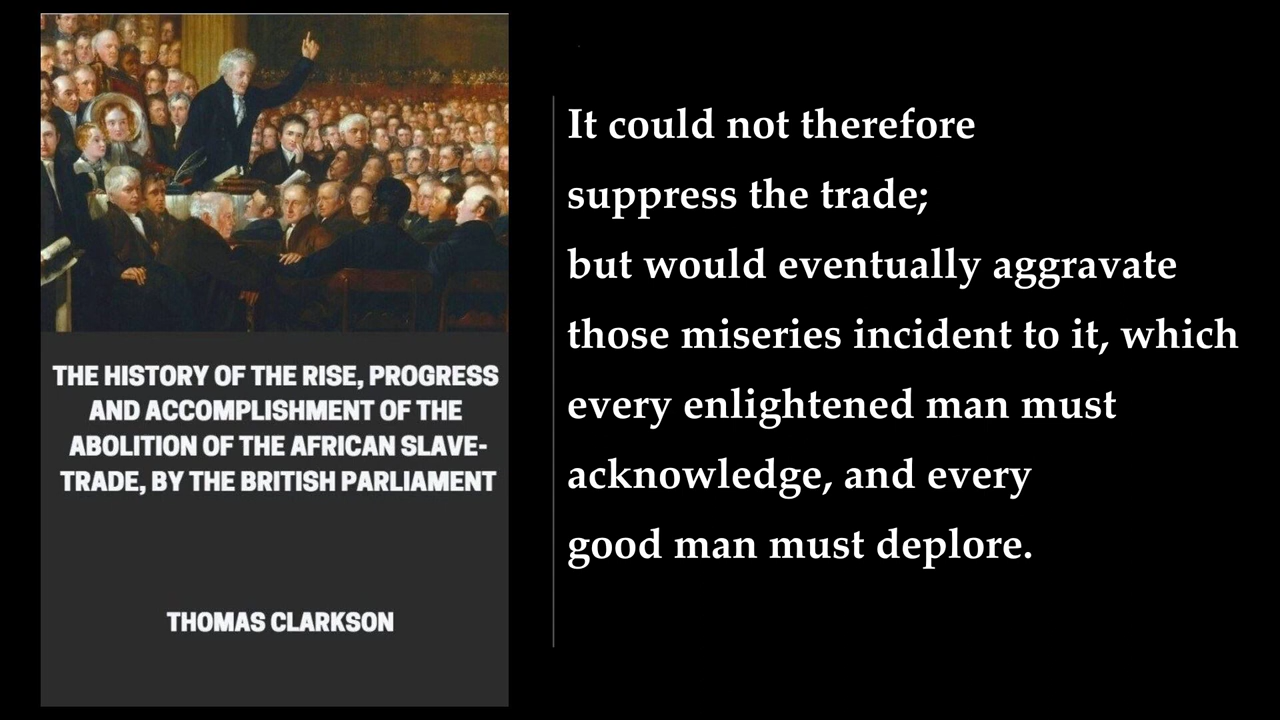 THE HISTORY OF THE RISE, PROGRESS
AND ACCOMPLISHMENT OF THE
ABOLITION OF THE AFRICAN SLAVE-
TRADE, BY THE BRITISH PARLIAMENT
THOMAS CLARKSON
It could not therefore
suppress the trade;
but would eventually aggravate
those miseries incident to it, which
every enlightened man must
acknowledge, and every
good man must deplore.